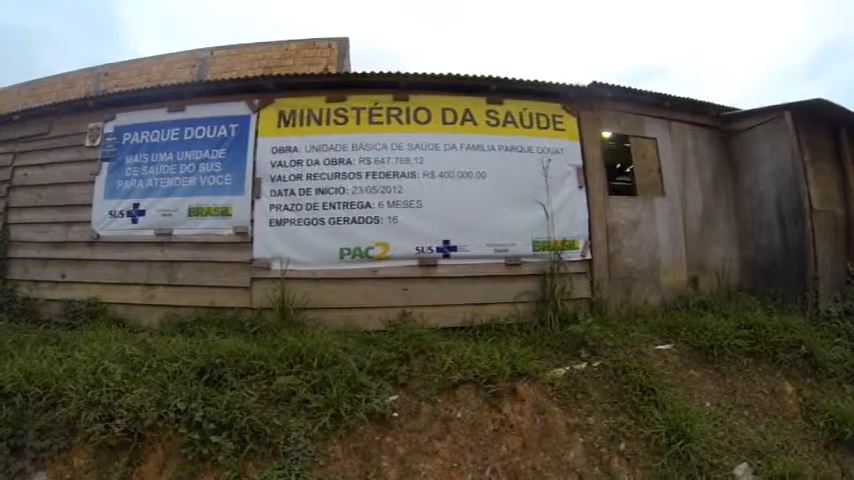 PARQUE DOUAT
MAIS UMA UNIDADE
DE SAÚDE DO SUS
PARA ATENDER VOCÊ.
SUS
BRASIL
MINISTÉRIO DA SAÚDE
OBRA: UNIDADE BÁSICA DE SAÚDE DA FAMÍLIA PARQUE DOUAT
VALOR DA OBRA: R$ 647.768,12
VALOR RECURSOS FEDERAIS: R$ 400.000,00
DATA DE INÍCIO: 23/05/2012
PRAZO DE ENTREGA: 6 MESES
EMPREGOS GERADOS: 16
PAC2 SUS BRASIL